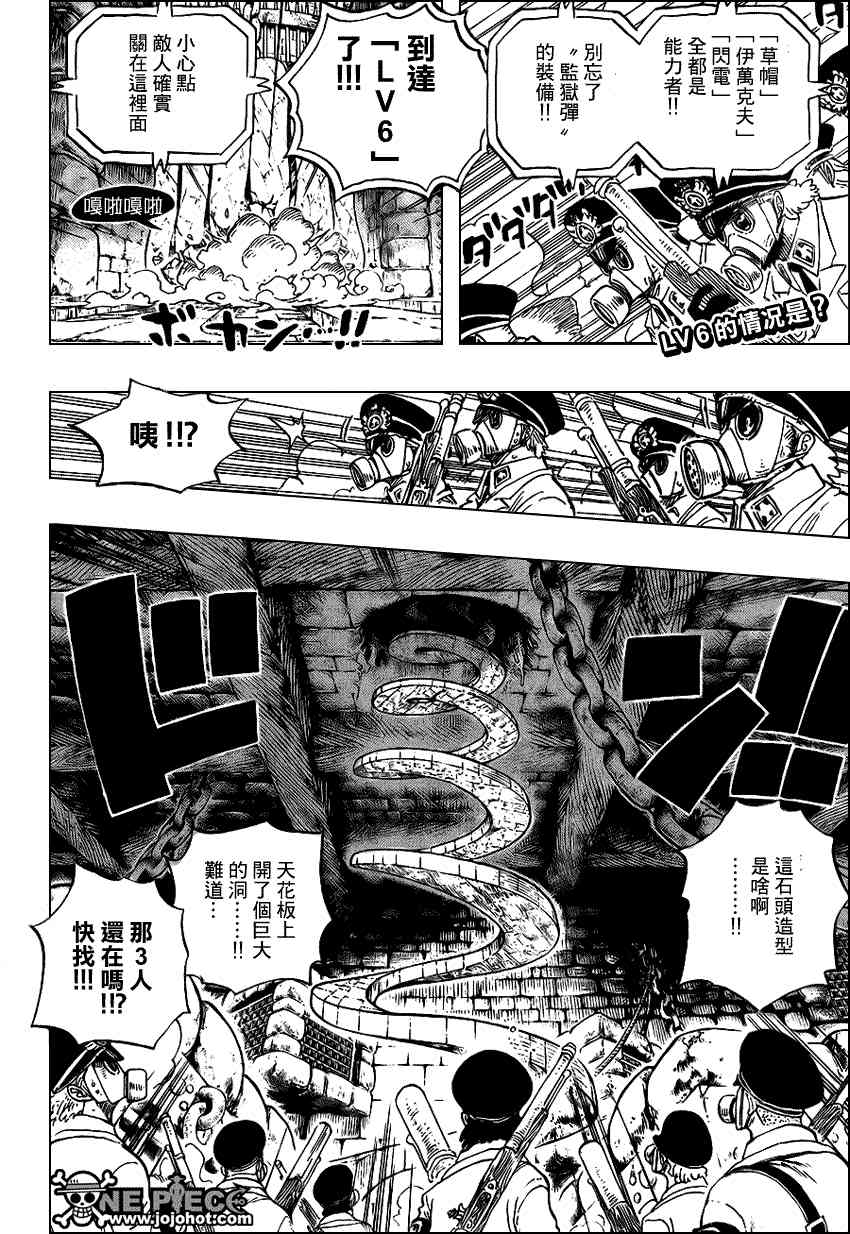 「草帽」
「伊萬克夫」
「閃電」
全都是
能力者!!
別忘了
〝監獄彈〞
的裝備!!
ダダダッ
LV6的情況是？
到達
「LV6」
了!!!
小心點
敵人確實
關在這裡面
嘎啦嘎啦
ボカン…!!
咦!!?
ドン!!
這石頭造型
是啥啊
………!!
天花板上
開了個巨大
的洞……!!
難道…
那3人
還在嗎!!?
快找!!!
ONE PIECE
www.jojohot.com